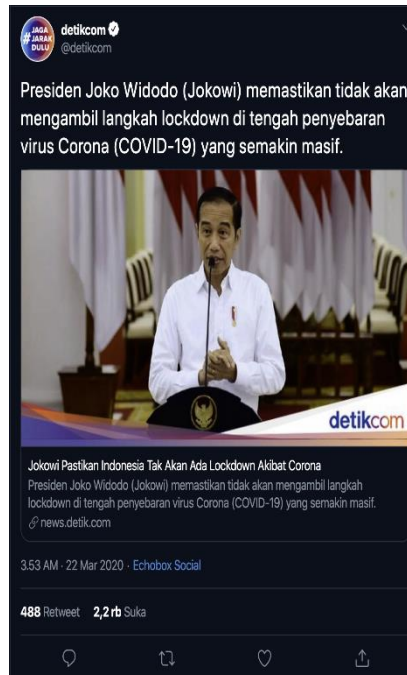 #JAGA
JARAK
DULU
detikcom
@detikcom
Presiden Joko Widodo (Jokowi) memastikan tidak akan
mengambil langkah lockdown di tengah penyebaran
virus Corona (COVID-19) yang semakin masif.
detikcom
Jokowi Pastikan Indonesia Tak Akan Ada Lockdown Akibat Corona
Presiden Joko Widodo (Jokowi) memastikan tidak akan mengambil langkah
lockdown di tengah penyebaran virus Corona (COVID-19) yang semakin masif.
news.detik.com
3.53 AM · 22 Mar 2020 · Echobox Social
488 Retweet 2,2 rb Suka